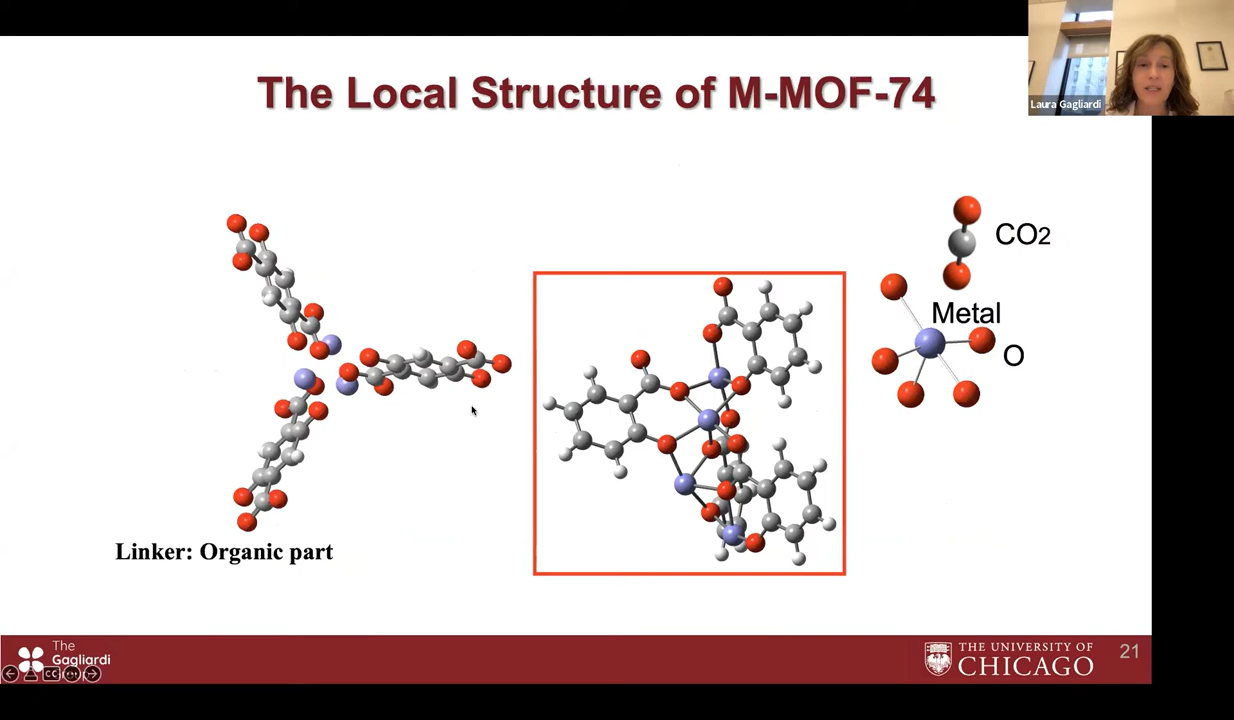 The Local Structure of M-MOF-74
Laura Gagliardi
CO2
Metal
O
Linker: Organic part
The
Gagliardi
THE UNIVERSITY OF
CHICAGO
21